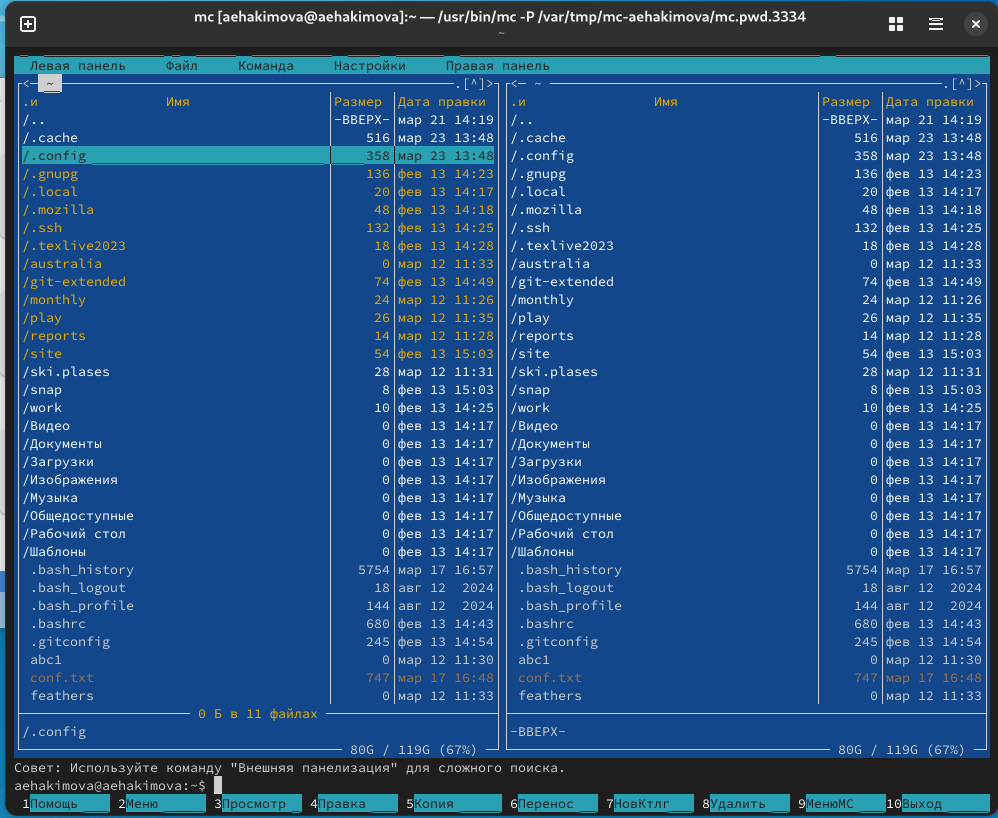 mc [aehakimova@aehakimova]:~ — /usr/bin/mc -P /var/tmp/mc-aehakimova/mc.pwd.3334
~
Левая панель Файл Команда Настройки Правая панель
<— ~ .[^]> <— ~ .[^]>
.и Имя Размер Дата правки .и Имя Размер Дата правки
/.. -ВВЕРХ- мар 21 14:19 /.. -ВВЕРХ- мар 21 14:19
/.cache 516 мар 23 13:48 /.cache 516 мар 23 13:48
/.config 358 мар 23 13:48 /.config 358 мар 23 13:48
/.gnupg 136 фев 13 14:23 /.gnupg 136 фев 13 14:23
/.local 20 фев 13 14:17 /.local 20 фев 13 14:17
/.mozilla 48 фев 13 14:18 /.mozilla 48 фев 13 14:18
/.ssh 132 фев 13 14:25 /.ssh 132 фев 13 14:25
/.texlive2023 18 фев 13 14:28 /.texlive2023 18 фев 13 14:28
/australia 0 мар 12 11:33 /australia 0 мар 12 11:33
/git-extended 74 фев 13 14:49 /git-extended 74 фев 13 14:49
/monthly 24 мар 12 11:26 /monthly 24 мар 12 11:26
/play 26 мар 12 11:35 /play 26 мар 12 11:35
/reports 14 мар 12 11:28 /reports 14 мар 12 11:28
/site 54 фев 13 15:03 /site 54 фев 13 15:03
/ski.plases 28 мар 12 11:31 /ski.plases 28 мар 12 11:31
/snap 8 фев 13 15:03 /snap 8 фев 13 15:03
/work 10 фев 13 14:25 /work 10 фев 13 14:25
/Видео 0 фев 13 14:17 /Видео 0 фев 13 14:17
/Документы 0 фев 13 14:17 /Документы 0 фев 13 14:17
/Загрузки 0 фев 13 14:17 /Загрузки 0 фев 13 14:17
/Изображения 0 фев 13 14:17 /Изображения 0 фев 13 14:17
/Музыка 0 фев 13 14:17 /Музыка 0 фев 13 14:17
/Общедоступные 0 фев 13 14:17 /Общедоступные 0 фев 13 14:17
/Рабочий стол 0 фев 13 14:17 /Рабочий стол 0 фев 13 14:17
/Шаблоны 0 фев 13 14:17 /Шаблоны 0 фев 13 14:17
.bash_history 5754 мар 17 16:57 .bash_history 5754 мар 17 16:57
.bash_logout 18 авг 12 2024 .bash_logout 18 авг 12 2024
.bash_profile 144 авг 12 2024 .bash_profile 144 авг 12 2024
.bashrc 680 фев 13 14:43 .bashrc 680 фев 13 14:43
.gitconfig 245 фев 13 14:54 .gitconfig 245 фев 13 14:54
abc1 0 мар 12 11:30 abc1 0 мар 12 11:30
conf.txt 747 мар 17 16:48 conf.txt 747 мар 17 16:48
feathers 0 мар 12 11:33 feathers 0 мар 12 11:33
0 Б в 11 файлах
/.config -ВВЕРХ-
80G / 119G (67%) 80G / 119G (67%)
Совет: Используйте команду "Внешняя панелизация" для сложного поиска.
aehakimova@aehakimova:~$
1Помощь 2Меню 3Просмотр 4Правка 5Копия 6Перенос 7НовКтлг 8Удалить 9МенюМС 10Выход